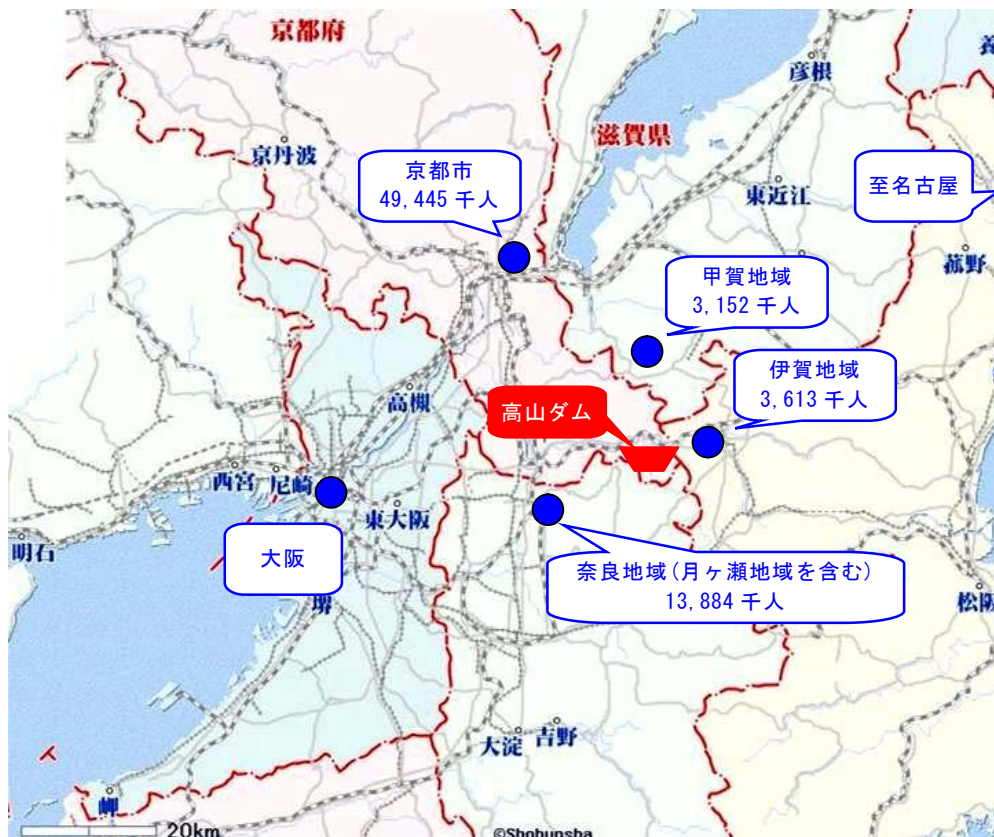 京都府
彦根
滋賀県
京丹波
京都市
49,445 千人
東近江
至名古屋
菰野
甲賀地域
3,152 千人
伊賀地域
3,613 千人
高槻
高山ダム
西宮
尼崎
東大阪
明石
大阪
奈良地域(月ヶ瀬地域を含む)
13,884 千人
堺
松阪
大淀
吉野
岬
20km
©Shobunsha